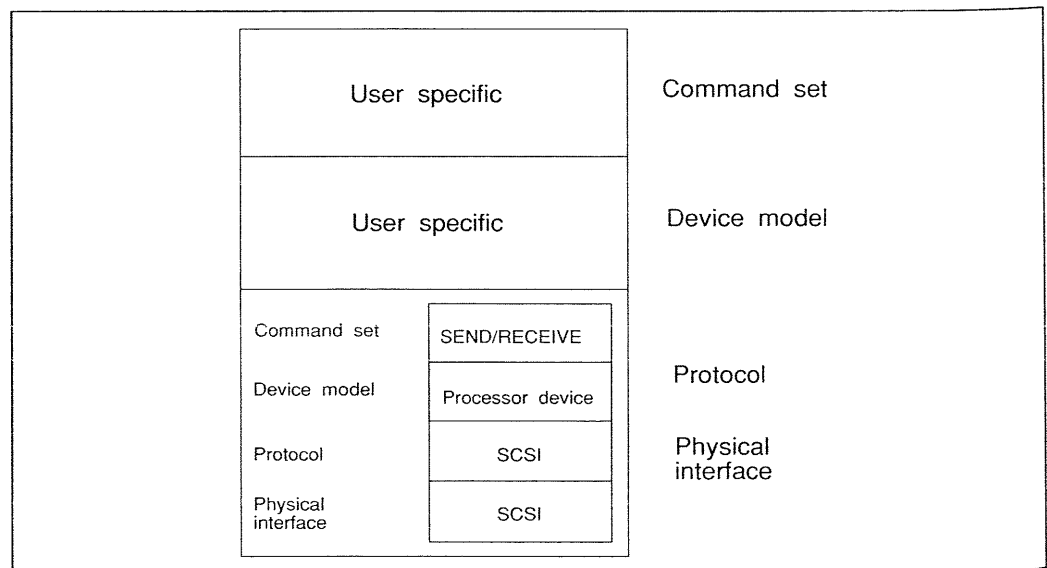 User specific
Command set
User specific
Device model
Command set
SEND/RECEIVE
Device model
Processor device
Protocol
SCSI
Physical
interface
SCSI
Protocol
Physical
interface